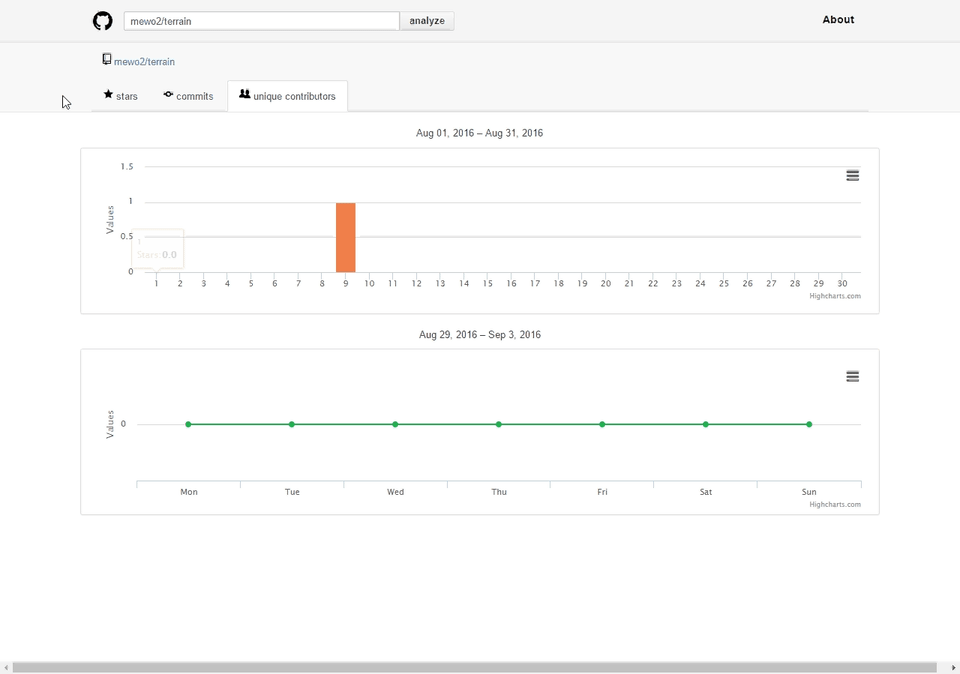 mewo2/terrain analyze About
mewo2/terrain
stars commits unique contributors
Aug 01, 2016 – Aug 31, 2016
1.5
1
0.5
0
Values
1
Stars: 0.0
1 2 3 4 5 6 7 8 9 10 11 12 13 14 15 16 17 18 19 20 21 22 23 24 25 26 27 28 29 30
Highcharts.com
Aug 29, 2016 – Sep 3, 2016
Values
0
Mon Tue Wed Thu Fri Sat Sun
Highcharts.com